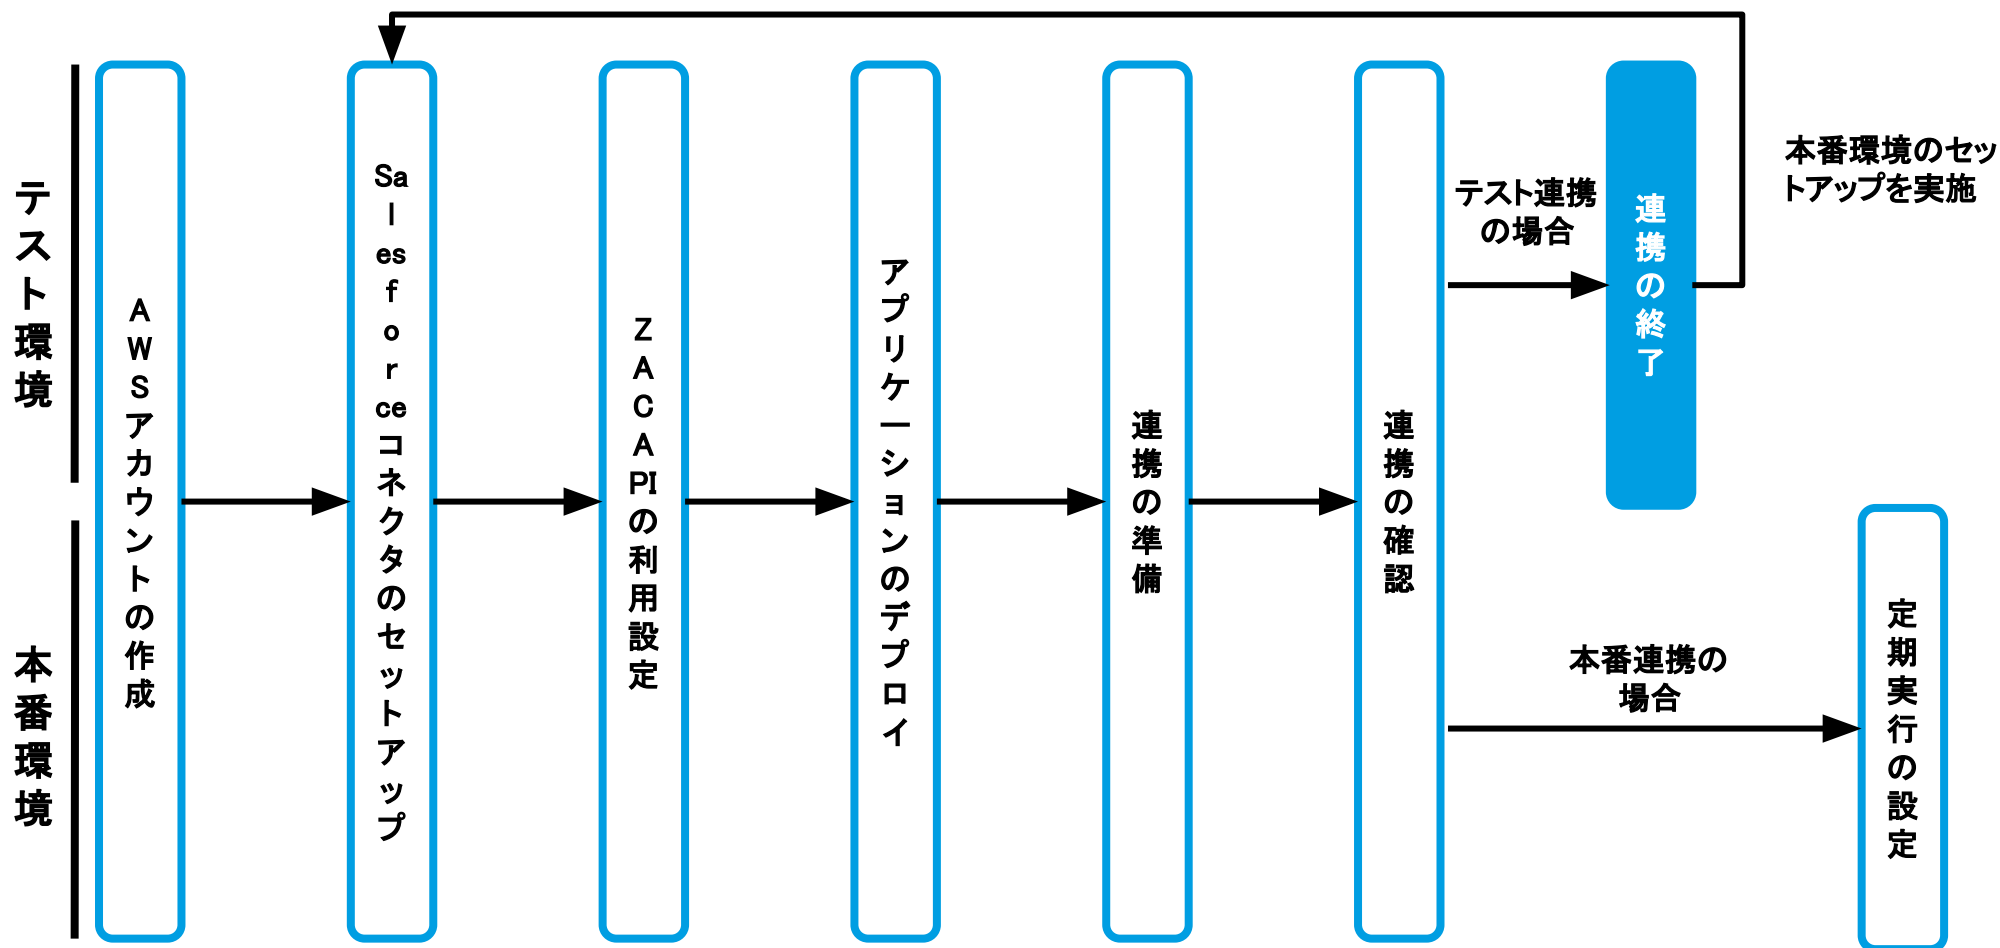 テスト環境
本番環境
AWSアカウントの作成
Salesforceコネクタのセットアップ
ZACAPIの利用設定
アプリケーションのデプロイ
連携の準備
連携の確認
テスト連携
の場合
連携の終了
本番環境のセッ
トアップを実施
本番連携の
場合
定期実行の設定